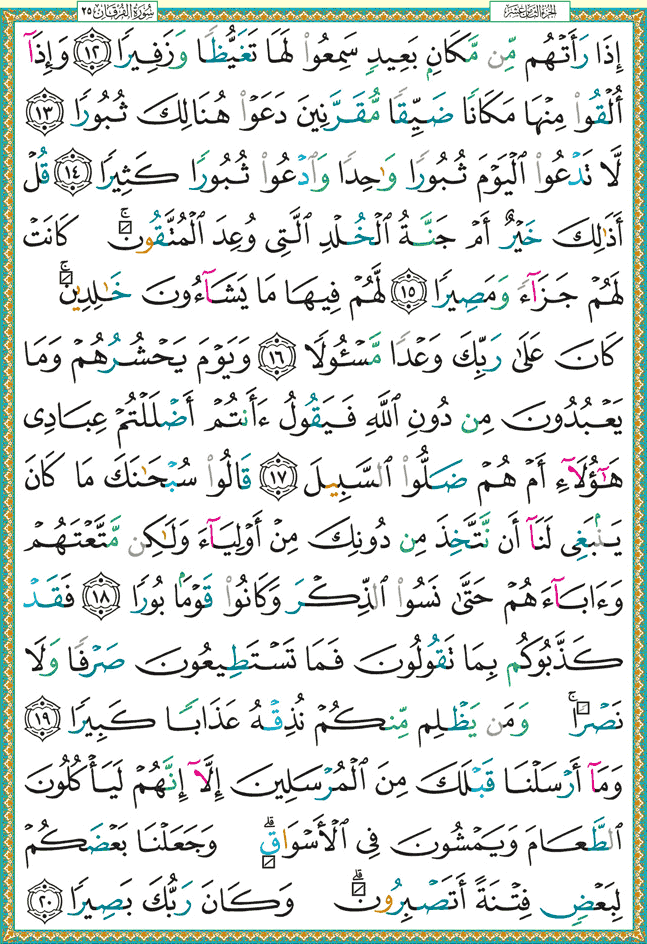 الجزء الثامن عشر سورة الفرقان ٢٥
إِذَا رَأَتْهُم مِّن مَّكَانٍۭ بَعِيدٍ سَمِعُوا۟ لَهَا تَغَيُّظًا وَزَفِيرًا ۝١٢ وَإِذَآ
أُلْقُوا۟ مِنْهَا مَكَانًا ضَيِّقًا مُّقَرَّنِينَ دَعَوْا۟ هُنَالِكَ ثُبُورًا ۝١٣
لَّا تَدْعُوا۟ ٱلْيَوْمَ ثُبُورًا وَٰحِدًا وَٱدْعُوا۟ ثُبُورًا كَثِيرًا ۝١٤ قُلْ
أَذَٰلِكَ خَيْرٌ أَمْ جَنَّةُ ٱلْخُلْدِ ٱلَّتِى وُعِدَ ٱلْمُتَّقُونَ ۚ كَانَتْ
لَهُمْ جَزَآءً وَمَصِيرًا ۝١٥ لَّهُمْ فِيهَا مَا يَشَآءُونَ خَٰلِدِينَ ۚ
كَانَ عَلَىٰ رَبِّكَ وَعْدًا مَّسْـُٔولًا ۝١٦ وَيَوْمَ يَحْشُرُهُمْ وَمَا
يَعْبُدُونَ مِن دُونِ ٱللَّهِ فَيَقُولُ ءَأَنتُمْ أَضْلَلْتُمْ عِبَادِى
هَٰٓؤُلَآءِ أَمْ هُمْ ضَلُّوا۟ ٱلسَّبِيلَ ۝١٧ قَالُوا۟ سُبْحَٰنَكَ مَا كَانَ
يَنۢبَغِى لَنَآ أَن نَّتَّخِذَ مِن دُونِكَ مِنْ أَوْلِيَآءَ وَلَٰكِن مَّتَّعْتَهُمْ
وَءَابَآءَهُمْ حَتَّىٰ نَسُوا۟ ٱلذِّكْرَ وَكَانُوا۟ قَوْمًۢا بُورًا ۝١٨ فَقَدْ
كَذَّبُوكُم بِمَا تَقُولُونَ فَمَا تَسْتَطِيعُونَ صَرْفًا وَلَا
نَصْرًا ۚ وَمَن يَظْلِم مِّنكُمْ نُذِقْهُ عَذَابًا كَبِيرًا ۝١٩
وَمَآ أَرْسَلْنَا قَبْلَكَ مِنَ ٱلْمُرْسَلِينَ إِلَّآ إِنَّهُمْ لَيَأْكُلُونَ
ٱلطَّعَامَ وَيَمْشُونَ فِى ٱلْأَسْوَاقِ ۗ وَجَعَلْنَا بَعْضَكُمْ
لِبَعْضٍ فِتْنَةً أَتَصْبِرُونَ ۗ وَكَانَ رَبُّكَ بَصِيرًا ۝٢٠